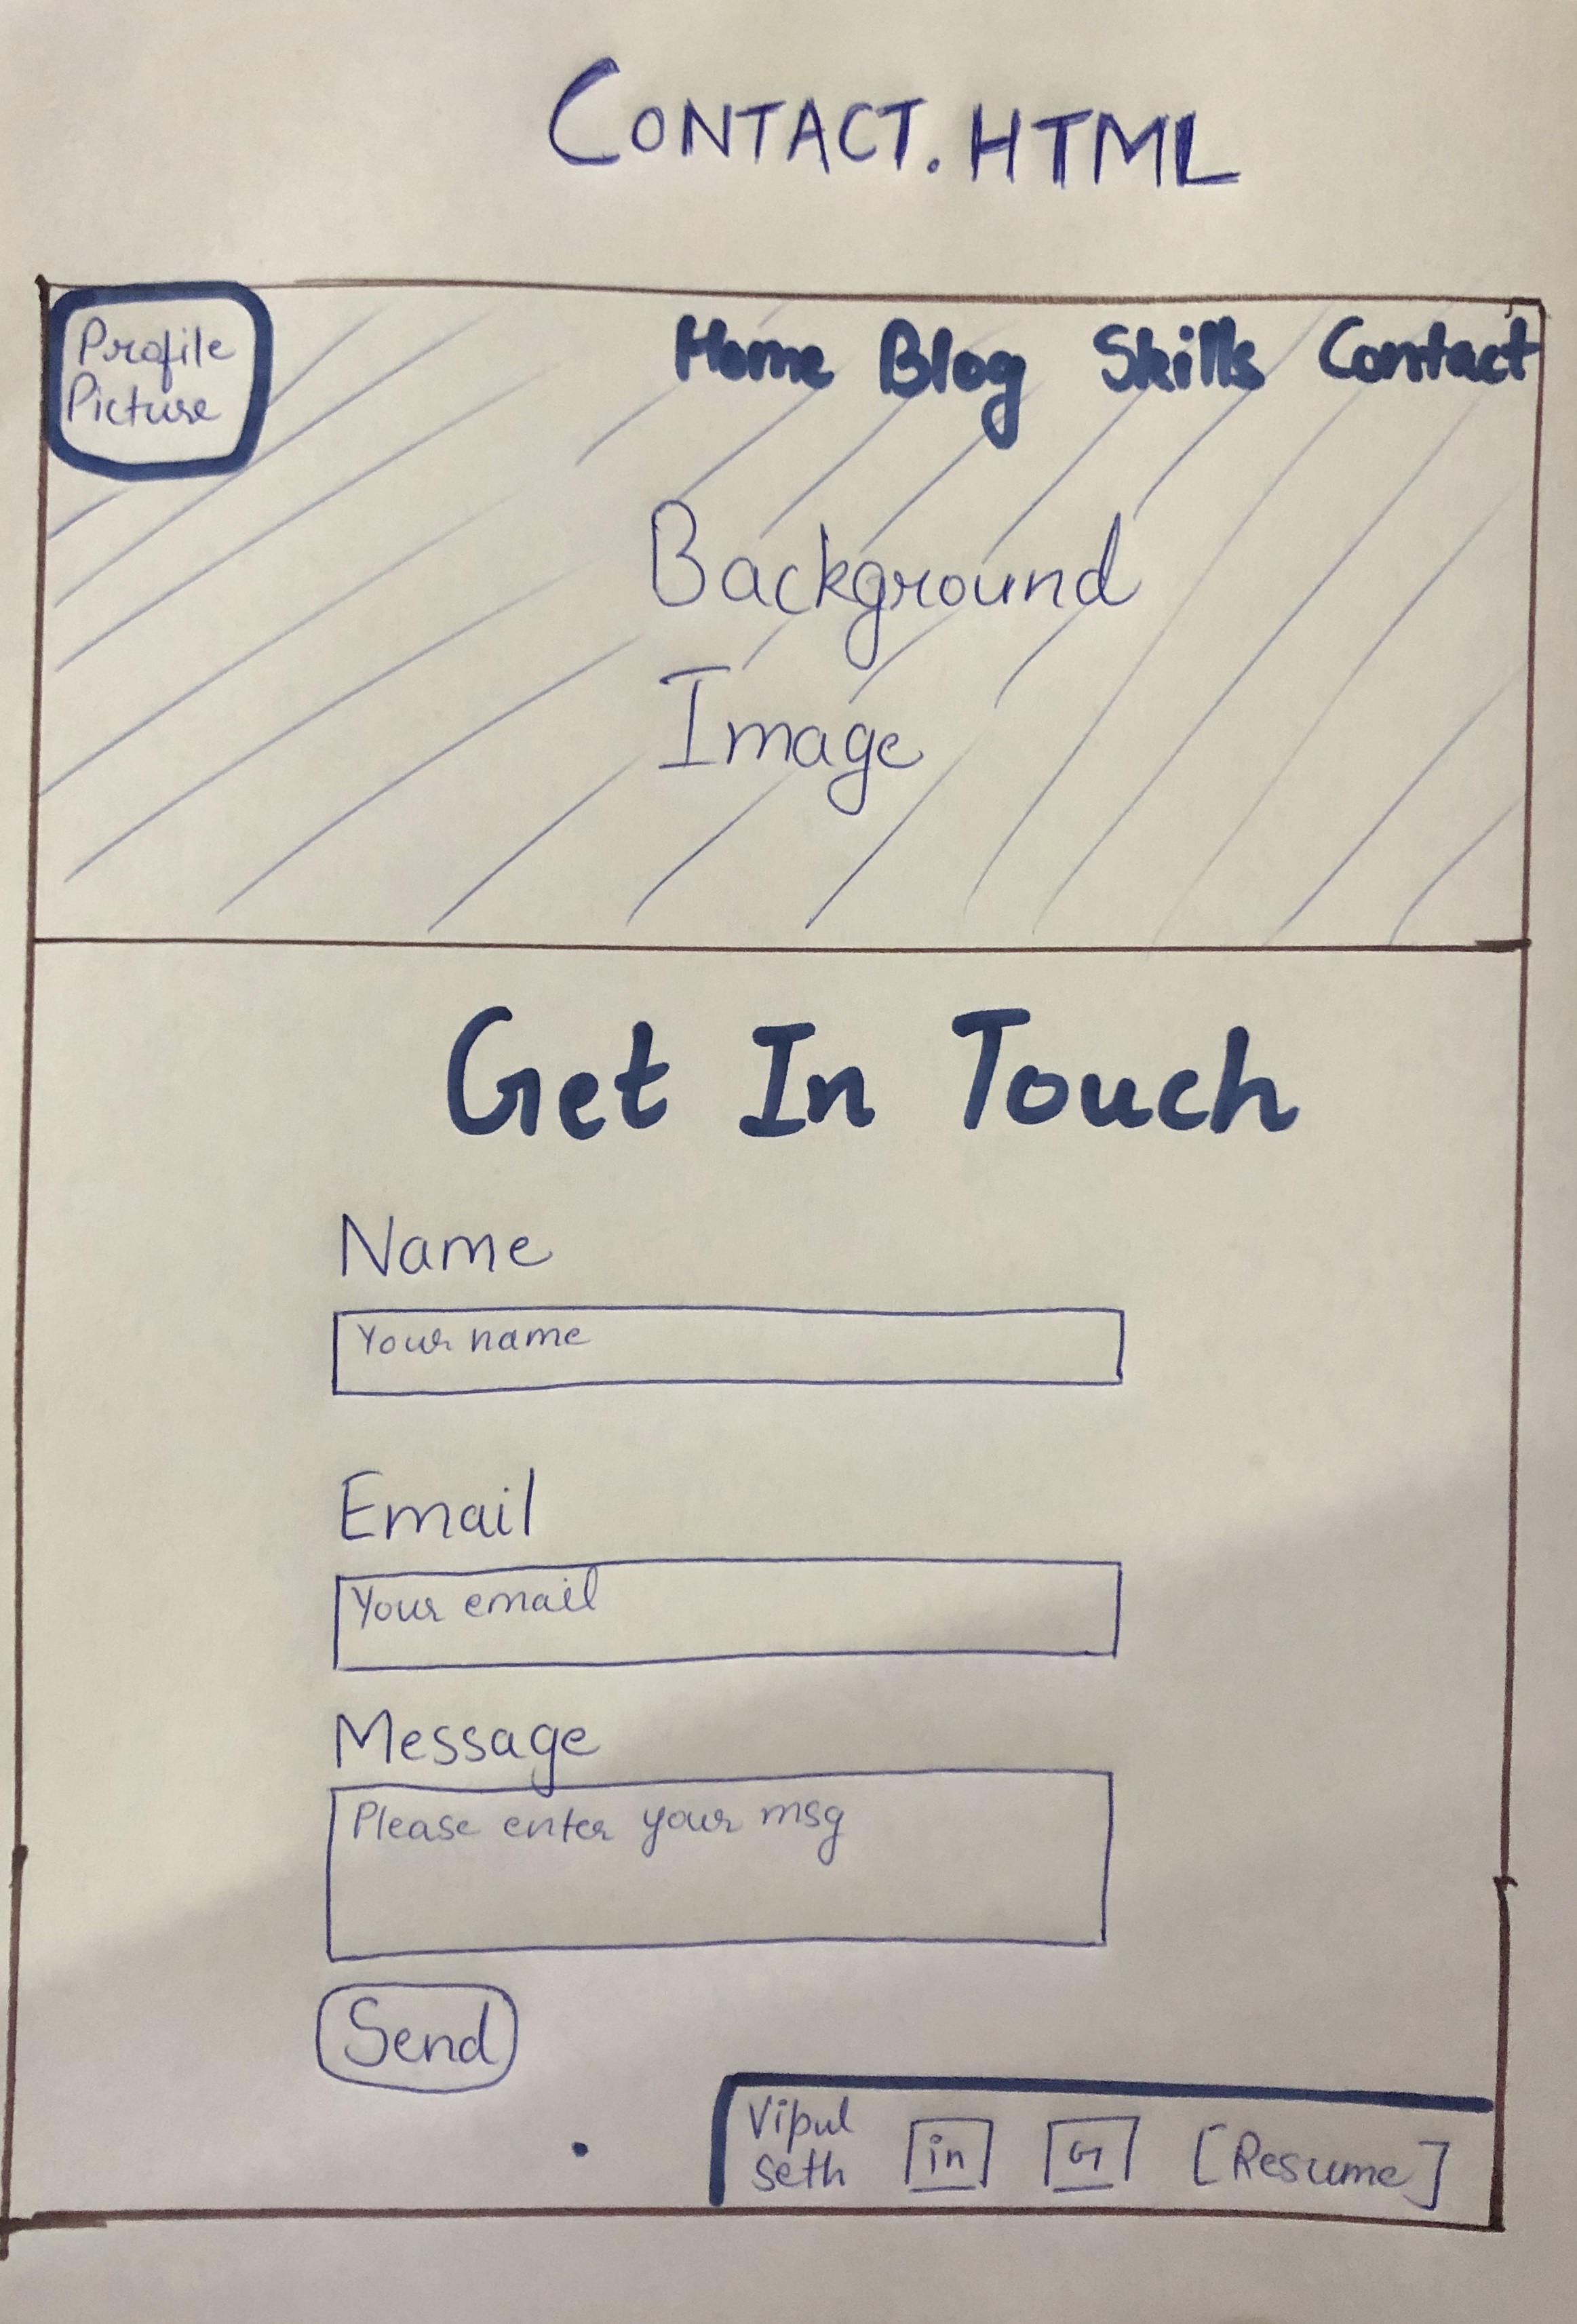 CONTACT.HTML
Profile
Picture
Home Blog Skills Contact
Background
Image
Get In Touch
Name
Your name
Email
Your email
Message
Please enter your msg
Send
Vipul
seth
in
G
[Resume]